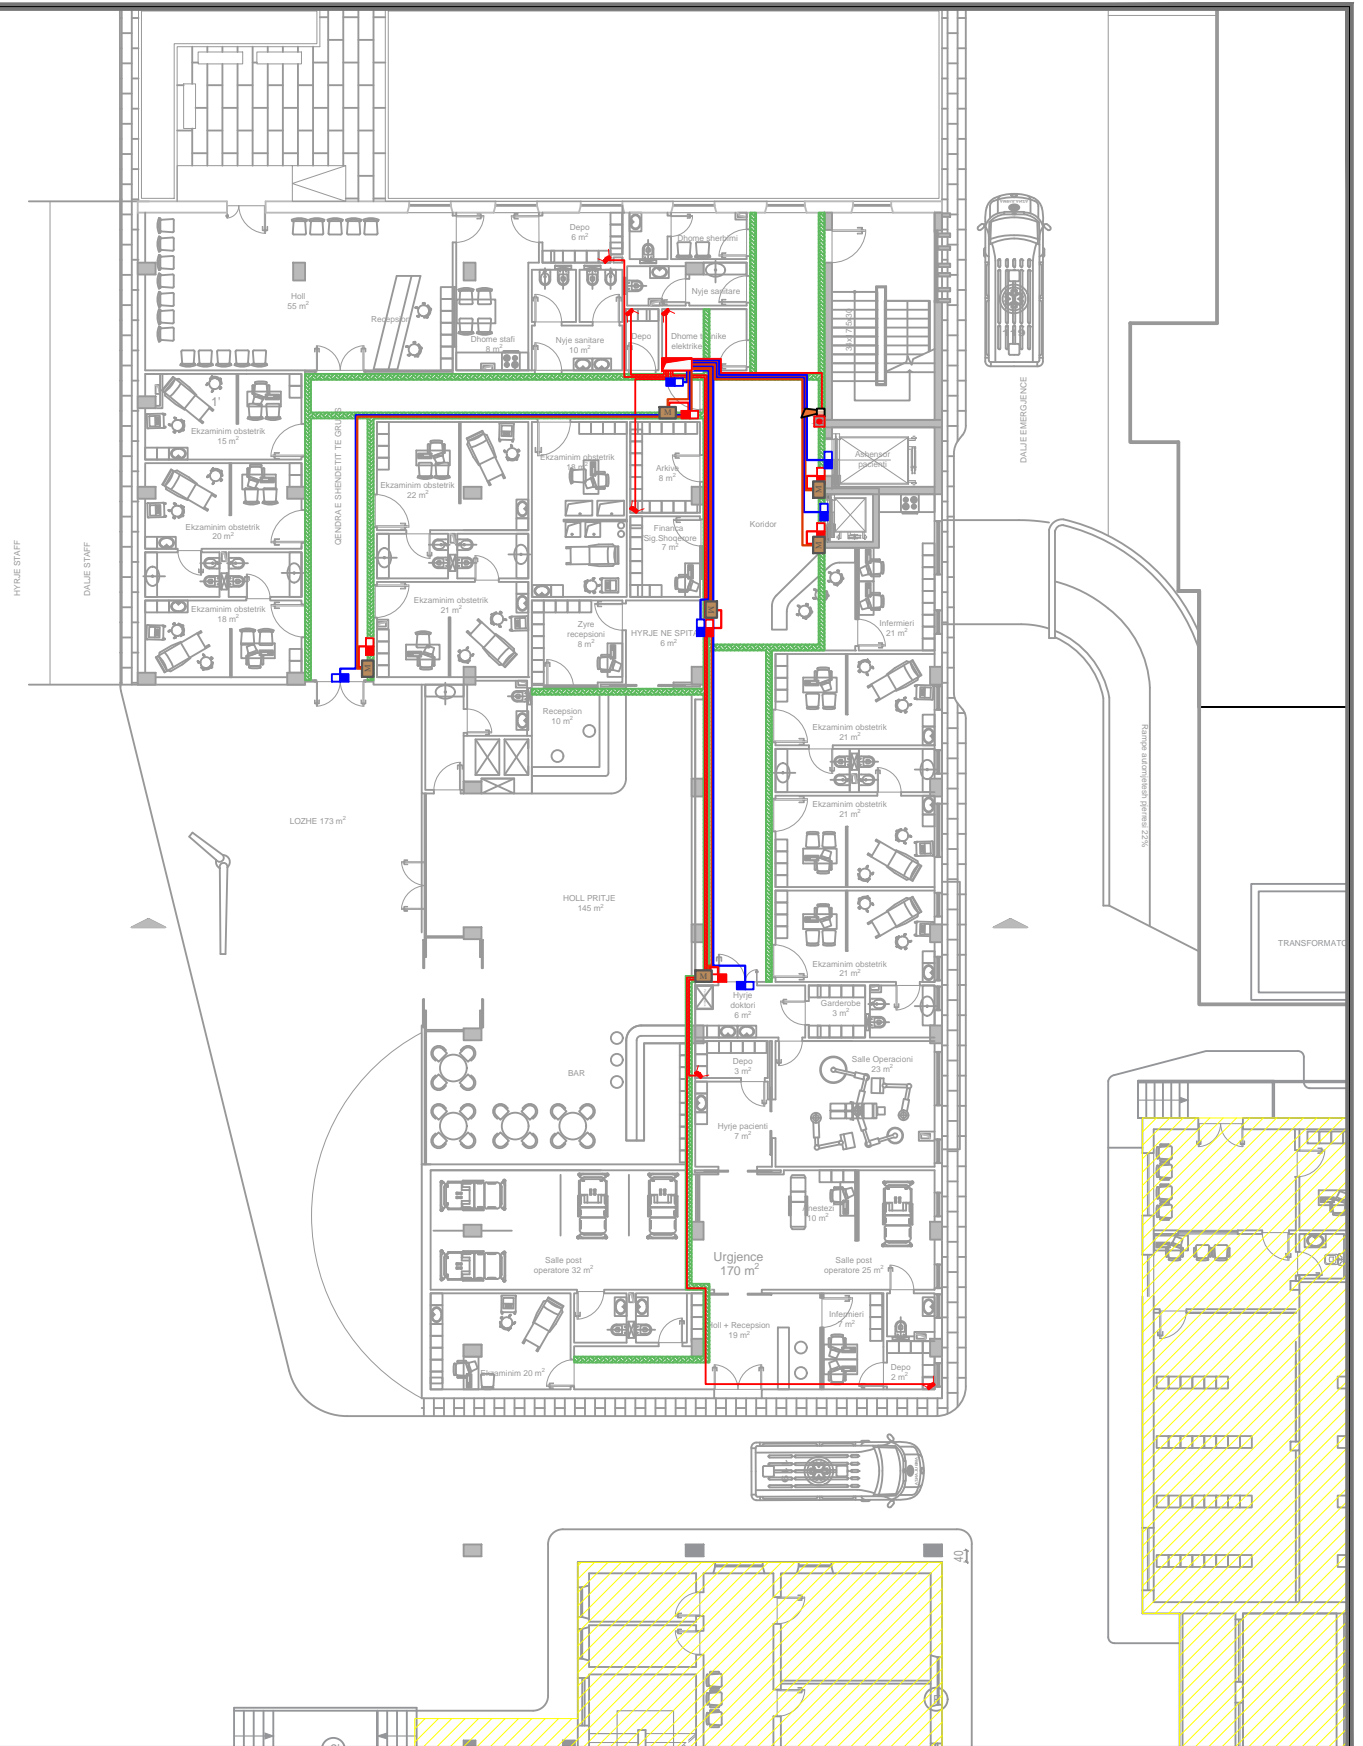 Depo
6 m²
Dhome sherbimi
Nyje sanitare
Holl
55 m²
Recepsion
Dhome stafi
8 m²
Nyje sanitare
10 m²
Depo
elektrike
DALJE EMERGJENCE
1'
Ekzaminim obstetrik
15 m²
Ekzaminim obstetrik
22 m²
Ekzaminim obstetrik
Arkive
8 m²
Ashensor
pacienti
Ekzaminim obstetrik
20 m²
Financa
Sig.Shoqerore
7 m²
Koridor
HYRJE STAFF
DALJE STAFF
Ekzaminim obstetrik
18 m²
Ekzaminim obstetrik
21 m²
Zyre
recepsioni
8 m²
HYRJE NE SPITAL
6 m²
Infermieri
21 m²
M
M
M
M
M
M
Recepsion
10 m²
Ekzaminim obstetrik
21 m²
Rampe automjetesh pjerresi 22%
LOZHE 173 m²
Ekzaminim obstetrik
21 m²
HOLL PRITJE
145 m²
TRANSFORMATO
Ekzaminim obstetrik
21 m²
Hyrje
doktori
6 m²
Garderobe
3 m²
BAR
Depo
3 m²
Salle Operacioni
23 m²
Hyrje pacienti
7 m²
Anestezi
10 m²
Urgjence
170 m²
Salle post
operatore 32 m²
Salle post
operatore 25 m²
Holl + Recepsion
19 m²
Infermieri
7 m²
Ekzaminim 20 m²
Depo
2 m²
40